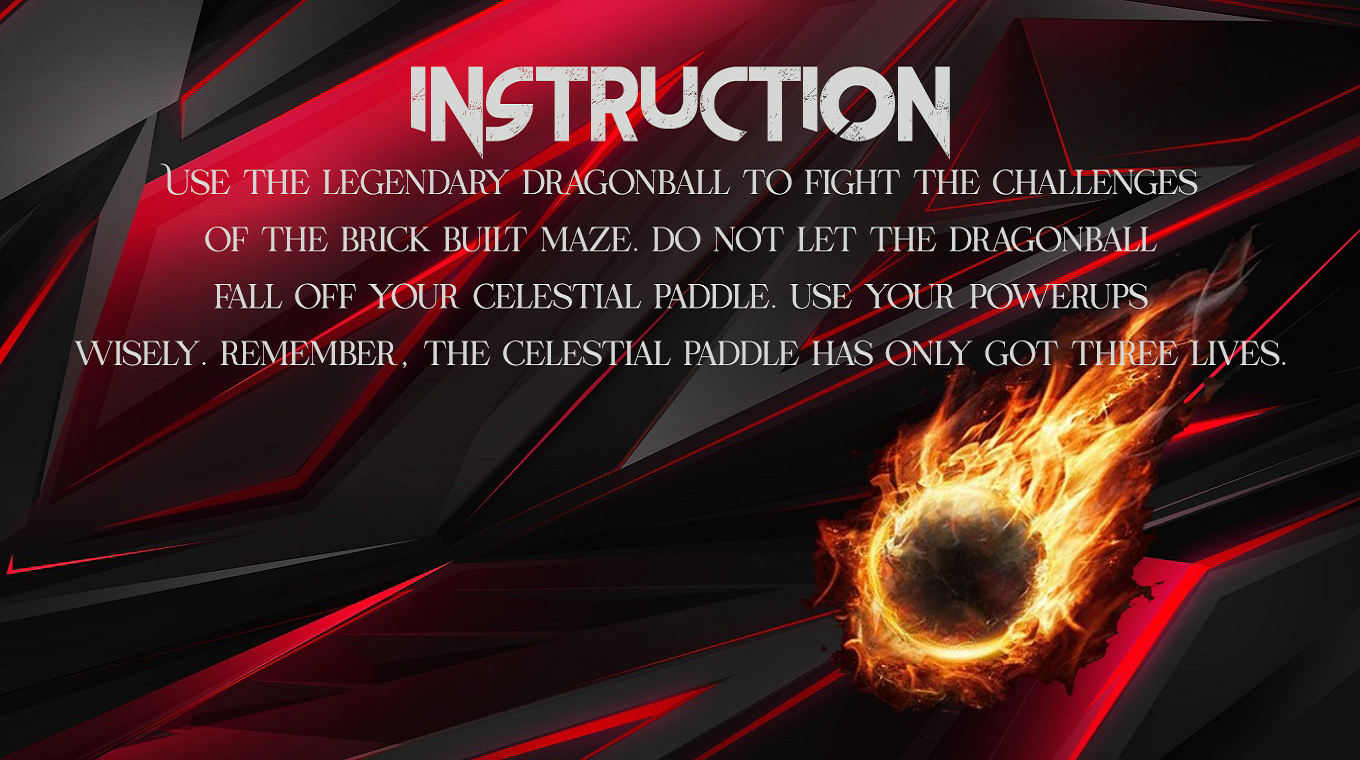 INSTRUCTION
USE THE LEGENDARY DRAGONBALL TO FIGHT THE CHALLENGES
OF THE BRICK BUILT MAZE. DO NOT LET THE DRAGONBALL
FALL OFF YOUR CELESTIAL PADDLE. USE YOUR POWERUPS
WISELY. REMEMBER, THE CELESTIAL PADDLE HAS ONLY GOT THREE LIVES.